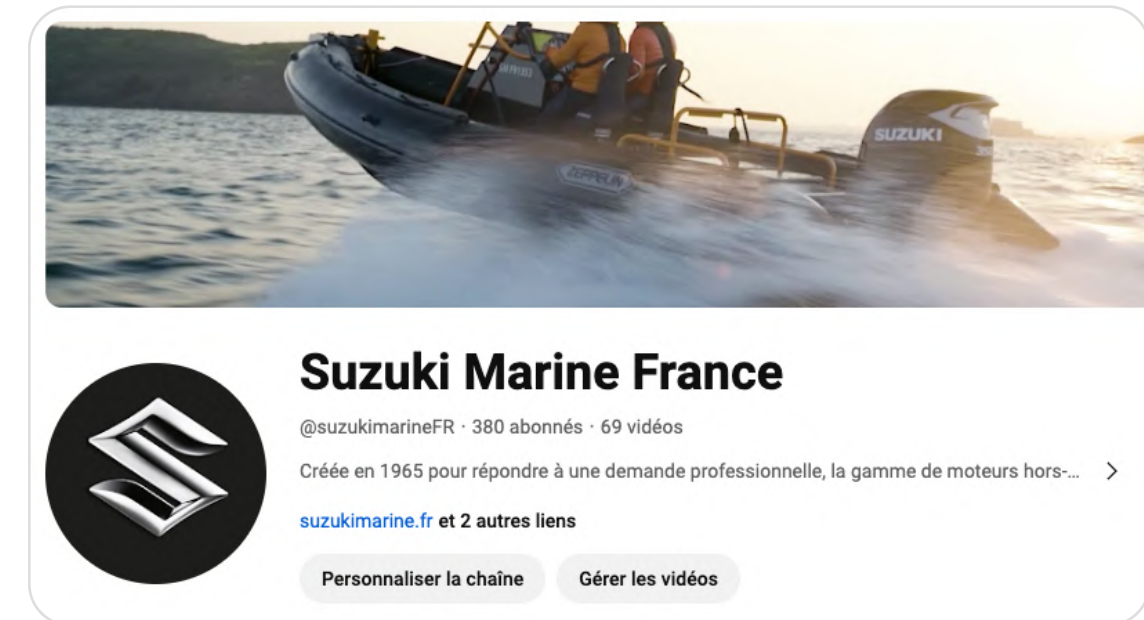 SUZUKI
ZEPPELIN
Suzuki Marine France
@suzukimarineFR · 380 abonnés · 69 vidéos
Créée en 1965 pour répondre à une demande professionnelle, la gamme de moteurs hors-...
suzukimarine.fr et 2 autres liens
Personnaliser la chaîne
Gérer les vidéos